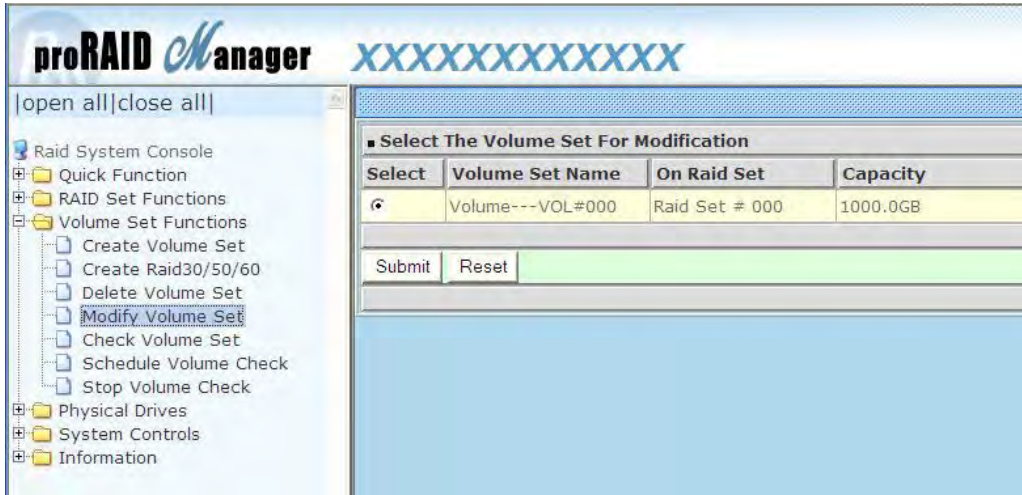 proRAID Manager XXXXXXXXXXXXX
|open all|close all|
Raid System Console
Quick Function
RAID Set Functions
Volume Set Functions
Create Volume Set
Create Raid30/50/60
Delete Volume Set
Modify Volume Set
Check Volume Set
Schedule Volume Check
Stop Volume Check
Physical Drives
System Controls
Information
Select The Volume Set For Modification
Select Volume Set Name On Raid Set Capacity
Volume---VOL#000 Raid Set # 000 1000.0GB
Submit Reset